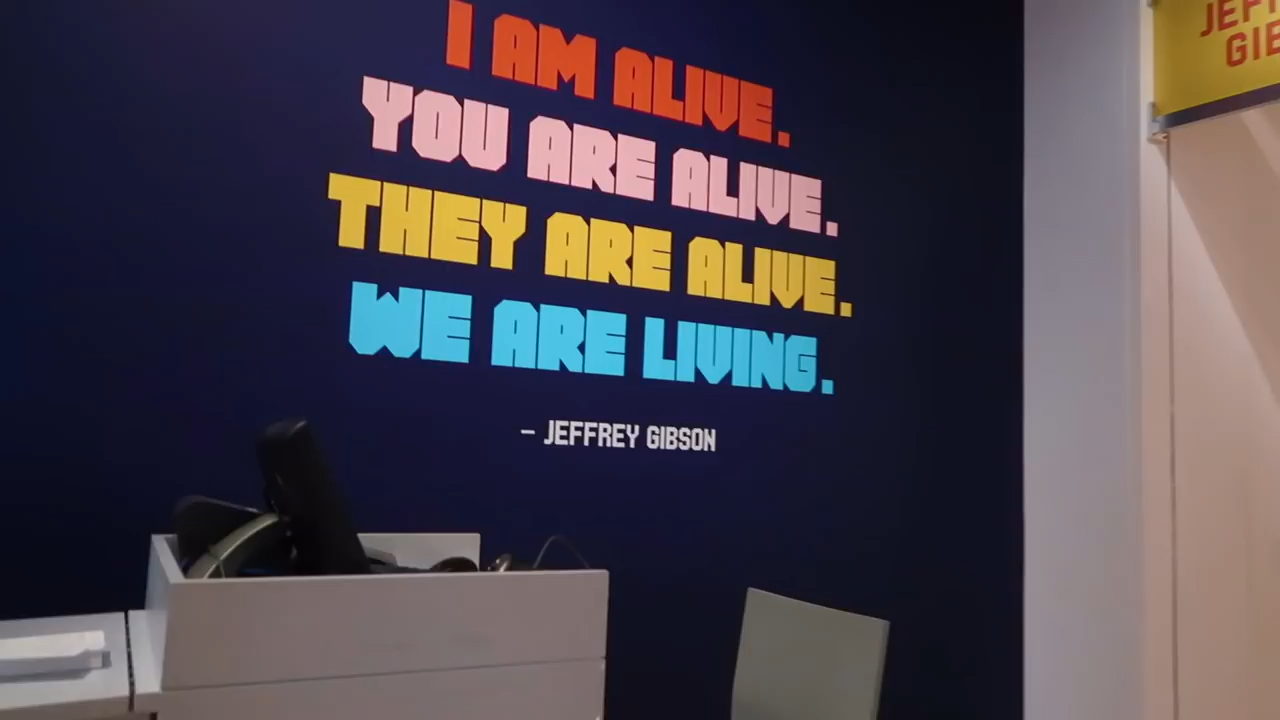 I AM ALIVE.
YOU ARE ALIVE.
THEY ARE ALIVE.
WE ARE LIVING.
– JEFFREY GIBSON